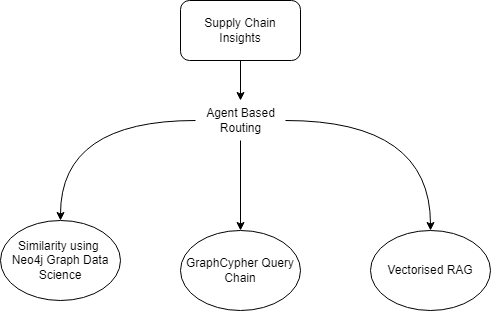 Supply Chain
Insights
Agent Based
Routing
Similarity using
Neo4j Graph Data
Science
GraphCypher Query
Chain
Vectorised RAG